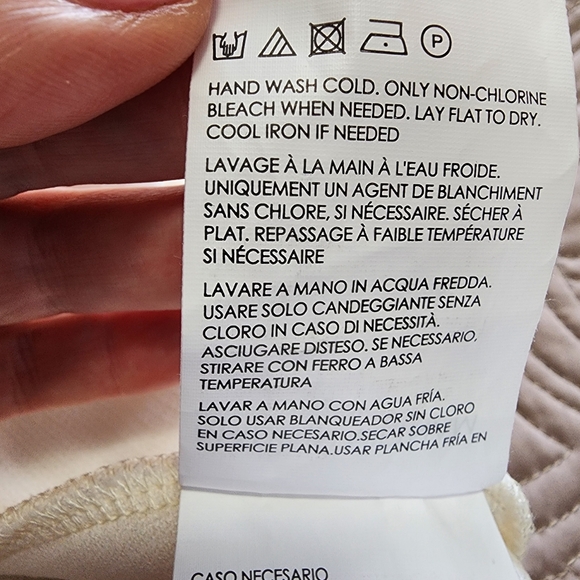 P
HAND WASH COLD. ONLY NON-CHLORINE
BLEACH WHEN NEEDED. LAY FLAT TO DRY.
COOL IRON IF NEEDED
LAVAGE À LA MAIN À L'EAU FROIDE.
UNIQUEMENT UN AGENT DE BLANCHIMENT
SANS CHLORE, SI NÉCESSAIRE. SÉCHER À
PLAT. REPASSAGE À FAIBLE TEMPÉRATURE
SI NÉCESSAIRE
LAVARE A MANO IN ACQUA FREDDA.
USARE SOLO CANDEGGIANTE SENZA
CLORO IN CASO DI NECESSITÀ.
ASCIUGARE DISTESO. SE NECESSARIO,
STIRARE CON FERRO A BASSA
TEMPERATURA
LAVAR A MANO CON AGUA FRÍA.
SOLO USAR BLANQUEADOR SIN CLORO
EN CASO NECESARIO.SECAR SOBRE
SUPERFICIE PLANA.USAR PLANCHA FRÍA EN
CASO NECESARIO